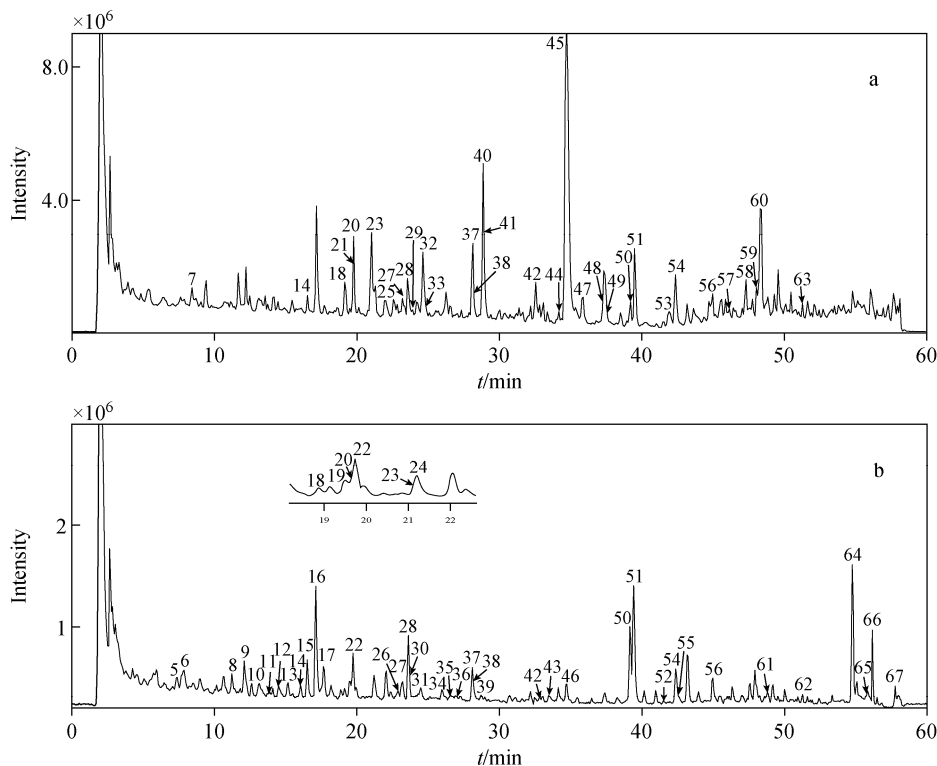 ×10⁶
8.0
4.0
Intensity
a
7 14 18 21 20 23 25 27 28 29 32 33 37 38 40 41 42 44 45 47 48 49 50 51 53 54 56 57 58 59 60 63
0 10 20 30 40 50 60
t/min
×10⁶
2
1
Intensity
b
18 19 20 22 23 24
19 20 21 22
5 6 8 9 10 11 12 13 14 15 16 17 22 26 27 28 30 31 34 35 36 37 38 39 42 43 46 50 51 52 54 55 56 61 62 64 65 66 67
0 10 20 30 40 50 60
t/min